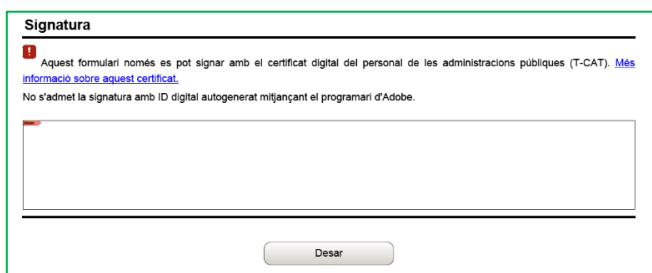 Signatura
! Aquest formulari només es pot signar amb el certificat digital del personal de les administracions públiques (T-CAT). Més
informació sobre aquest certificat.
No s'admet la signatura amb ID digital autogenerat mitjançant el programari d'Adobe.
Desar